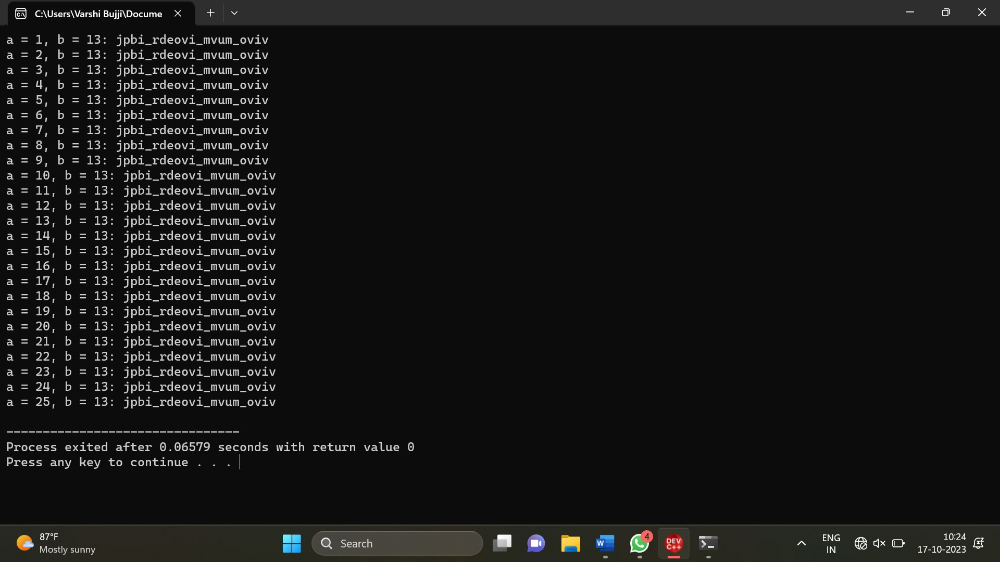 C:\Users\Varshi Bujji\Docume
a = 1, b = 13: jpbi_rdeovi_mvum_oviv
a = 2, b = 13: jpbi_rdeovi_mvum_oviv
a = 3, b = 13: jpbi_rdeovi_mvum_oviv
a = 4, b = 13: jpbi_rdeovi_mvum_oviv
a = 5, b = 13: jpbi_rdeovi_mvum_oviv
a = 6, b = 13: jpbi_rdeovi_mvum_oviv
a = 7, b = 13: jpbi_rdeovi_mvum_oviv
a = 8, b = 13: jpbi_rdeovi_mvum_oviv
a = 9, b = 13: jpbi_rdeovi_mvum_oviv
a = 10, b = 13: jpbi_rdeovi_mvum_oviv
a = 11, b = 13: jpbi_rdeovi_mvum_oviv
a = 12, b = 13: jpbi_rdeovi_mvum_oviv
a = 13, b = 13: jpbi_rdeovi_mvum_oviv
a = 14, b = 13: jpbi_rdeovi_mvum_oviv
a = 15, b = 13: jpbi_rdeovi_mvum_oviv
a = 16, b = 13: jpbi_rdeovi_mvum_oviv
a = 17, b = 13: jpbi_rdeovi_mvum_oviv
a = 18, b = 13: jpbi_rdeovi_mvum_oviv
a = 19, b = 13: jpbi_rdeovi_mvum_oviv
a = 20, b = 13: jpbi_rdeovi_mvum_oviv
a = 21, b = 13: jpbi_rdeovi_mvum_oviv
a = 22, b = 13: jpbi_rdeovi_mvum_oviv
a = 23, b = 13: jpbi_rdeovi_mvum_oviv
a = 24, b = 13: jpbi_rdeovi_mvum_oviv
a = 25, b = 13: jpbi_rdeovi_mvum_oviv
--------------------------------
Process exited after 0.06579 seconds with return value 0
Press any key to continue . . .
87°F
Mostly sunny
Search
W
4
DEV
C++
ENG
IN
10:24
17-10-2023